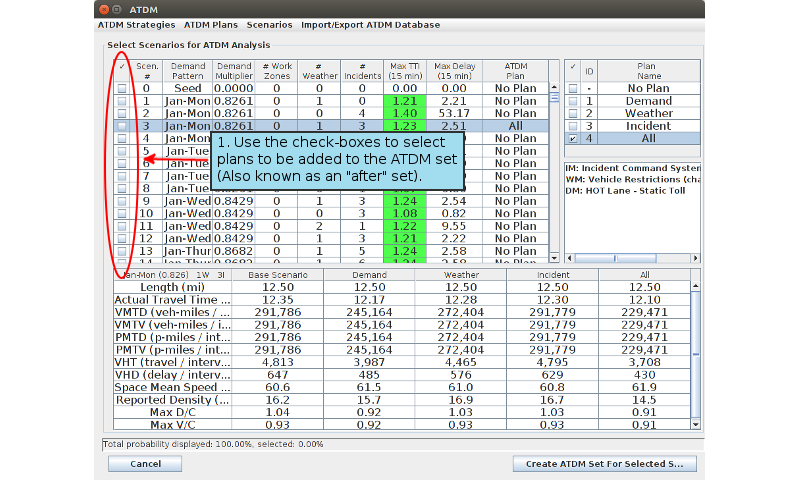 ATDM
ATDM Strategies ATDM Plans Scenarios Import/Export ATDM Database
Select Scenarios for ATDM Analysis
✓ Scen. # Demand Pattern Demand Multiplier # Work Zones # Weather # Incidents Max TTI (15 min) Max Delay (15 min) ATDM Plan
0 Seed 0.0000 0 0 0 0.00 0.00 No Plan
1 Jan-Mon 0.8261 0 1 0 1.21 2.21 No Plan
2 Jan-Mon 0.8261 0 0 4 1.40 53.17 No Plan
3 Jan-Mon 0.8261 0 1 3 1.23 2.51 All
4 Jan-Mon No Plan
5 Jan-Tue No Plan
6 Jan-Tue No Plan
7 Jan-Tue No Plan
8 Jan-Tue No Plan
9 Jan-Wed 0.8429 0 1 3 1.24 2.54 No Plan
10 Jan-Wed 0.8429 0 0 3 1.08 0.82 No Plan
11 Jan-Wed 0.8429 0 2 1 1.22 9.55 No Plan
12 Jan-Wed 0.8429 0 1 3 1.21 2.22 No Plan
13 Jan-Thur 0.8682 0 1 5 1.24 2.58 No Plan
1. Use the check-boxes to select
plans to be added to the ATDM set
(Also known as an "after" set).
✓ ID Plan Name
- No Plan
1 Demand
2 Weather
3 Incident
4 All
IM: Incident Command System
WM: Vehicle Restrictions (cha
DM: HOT Lane - Static Toll
Jan-Mon (0.826) 1W 3I Base Scenario Demand Weather Incident All
Length (mi) 12.50 12.50 12.50 12.50 12.50
Actual Travel Time ... 12.35 12.17 12.28 12.30 12.10
VMTD (veh-miles / ... 291,786 245,164 272,404 291,779 229,471
VMTV (veh-miles / i... 291,786 245,164 272,404 291,779 229,471
PMTD (p-miles / int... 291,786 245,164 272,404 291,779 229,471
PMTV (p-miles / int... 291,786 245,164 272,404 291,779 229,471
VHT (travel / interv... 4,813 3,987 4,465 4,795 3,708
VHD (delay / interv... 647 485 576 629 430
Space Mean Speed ... 60.6 61.5 61.0 60.8 61.9
Reported Density (... 16.2 15.7 16.9 16.7 14.5
Max D/C 1.04 0.92 1.03 1.03 0.91
Max V/C 0.93 0.92 0.93 0.93 0.91
Total probability displayed: 100.00%, selected: 0.00%
Cancel Create ATDM Set For Selected S...